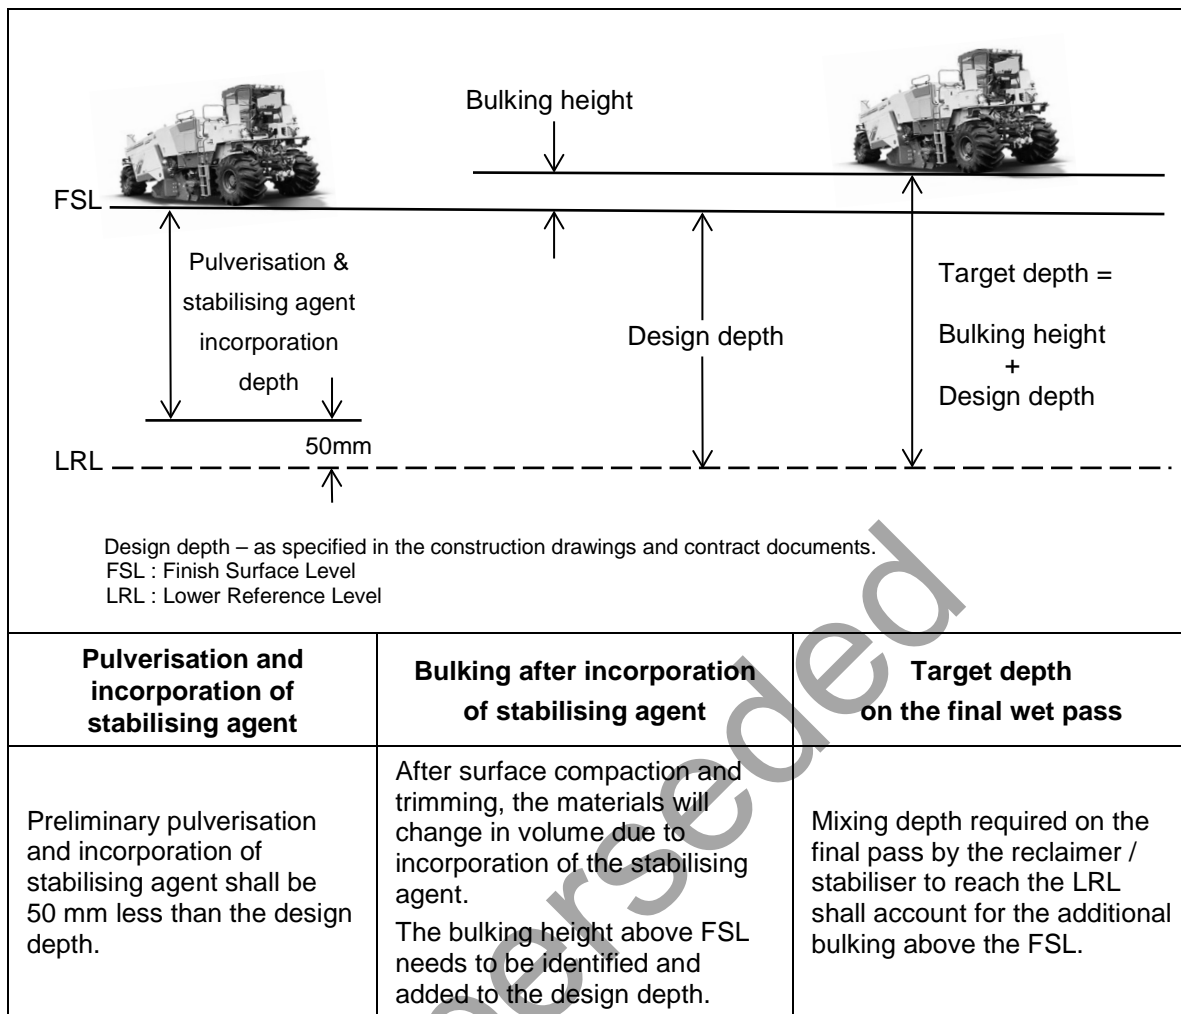 Bulking height
FSL
Pulverisation &
stabilising agent
incorporation
depth
Design depth
Target depth =
Bulking height
+
Design depth
50mm
LRL
Design depth – as specified in the construction drawings and contract documents.
FSL : Finish Surface Level
LRL : Lower Reference Level
Pulverisation and
incorporation of
stabilising agent
Bulking after incorporation
of stabilising agent
Target depth
on the final wet pass
Preliminary pulverisation
and incorporation of
stabilising agent shall be
50 mm less than the design
depth.
After surface compaction and
trimming, the materials will
change in volume due to
incorporation of the stabilising
agent.
The bulking height above FSL
needs to be identified and
added to the design depth.
Mixing depth required on the
final pass by the reclaimer /
stabiliser to reach the LRL
shall account for the additional
bulking above the FSL.
perseded